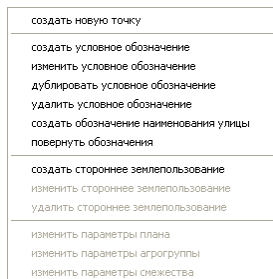 создать новую точку
создать условное обозначение
изменить условное обозначение
дублировать условное обозначение
удалить условное обозначение
создать обозначение наименования улицы
повернуть обозначения
создать стороннее землепользование
изменить стороннее землепользование
удалить стороннее землепользование
изменить параметры плана
изменить параметры агрогруппы
изменить параметры смежества